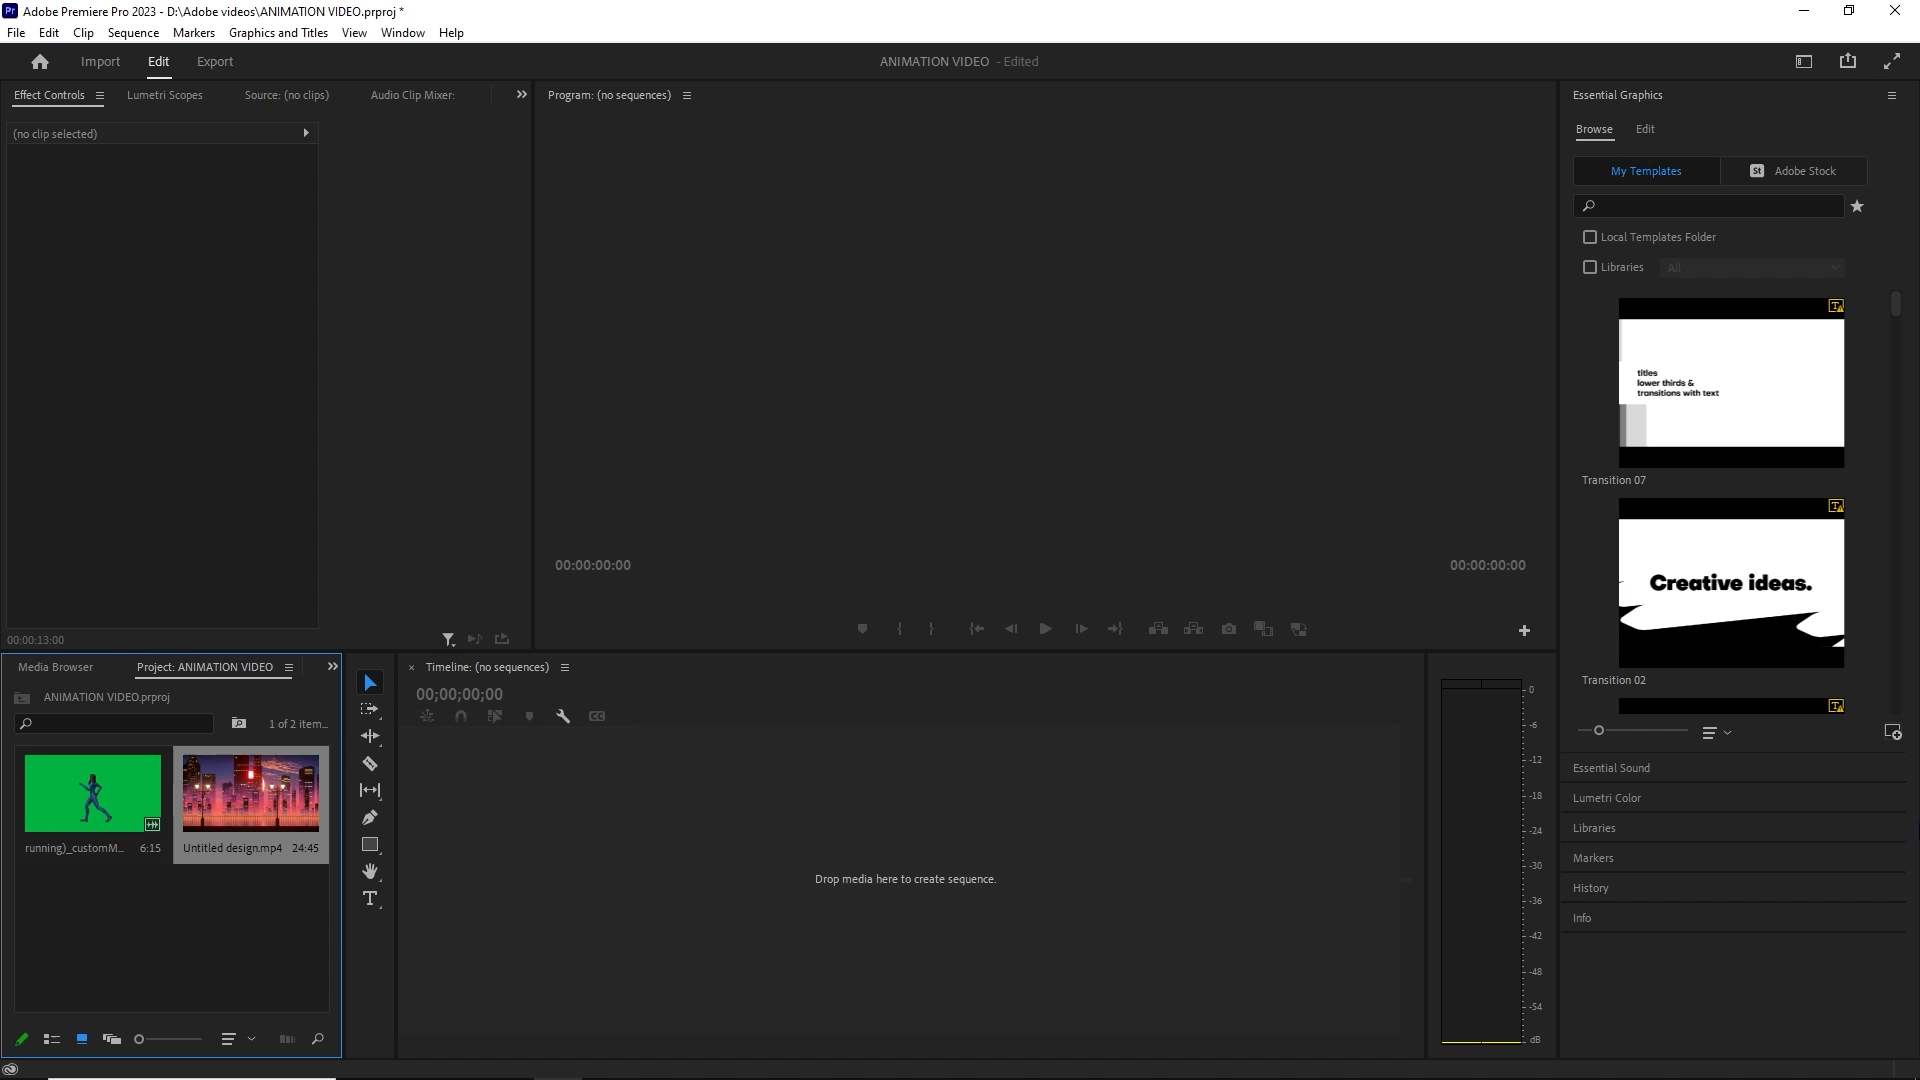 Pr Adobe Premiere Pro 2023 - D:\Adobe videos\ANIMATION VIDEO.prproj *
File Edit Clip Sequence Markers Graphics and Titles View Window Help
Import Edit Export ANIMATION VIDEO - Edited
Effect Controls Lumetri Scopes Source: (no clips) Audio Clip Mixer:
Program: (no sequences)
Essential Graphics
(no clip selected)
Browse Edit
My Templates St Adobe Stock
Local Templates Folder
Libraries All
titles
lower thirds &
transitions with text
Transition 07
Creative ideas.
Transition 02
00:00:00:00 00:00:00:00
00:00:13:00
Media Browser Project: ANIMATION VIDEO
ANIMATION VIDEO.prproj
1 of 2 item...
running)_customM... 6:15
Untitled design.mp4 24:45
T
× Timeline: (no sequences)
00;00;00;00
CC
Drop media here to create sequence.
0
-6
-12
-18
-24
-30
-36
-42
-48
-54
dB
Essential Sound
Lumetri Color
Libraries
Markers
History
Info